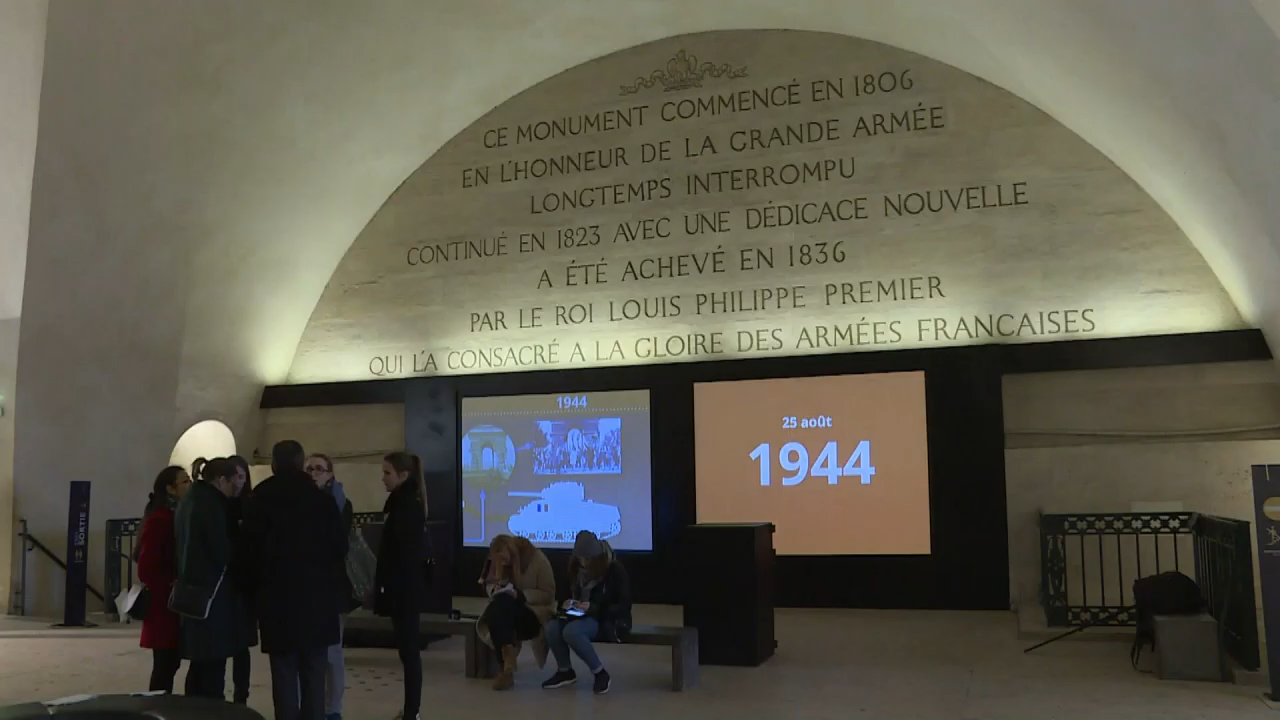 CE MONUMENT COMMENCÉ EN 1806
EN L'HONNEUR DE LA GRANDE ARMÉE
LONGTEMPS INTERROMPU
CONTINUÉ EN 1823 AVEC UNE DÉDICACE NOUVELLE
A ÉTÉ ACHEVÉ EN 1836
PAR LE ROI LOUIS PHILIPPE PREMIER
QUI L'A CONSACRÉ A LA GLOIRE DES ARMÉES FRANCAISES
1944
25 août
1944
SORTIE